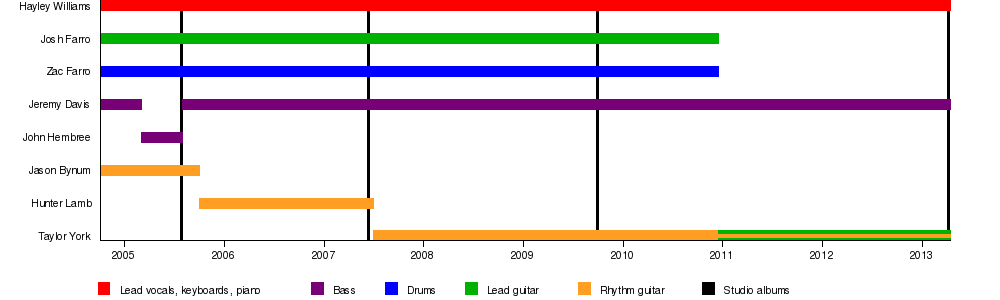 Hayley Williams
Josh Farro
Zac Farro
Jeremy Davis
John Hembree
Jason Bynum
Hunter Lamb
Taylor York
2005 2006 2007 2008 2009 2010 2011 2012 2013
Lead vocals, keyboards, piano Bass Drums Lead guitar Rhythm guitar Studio albums